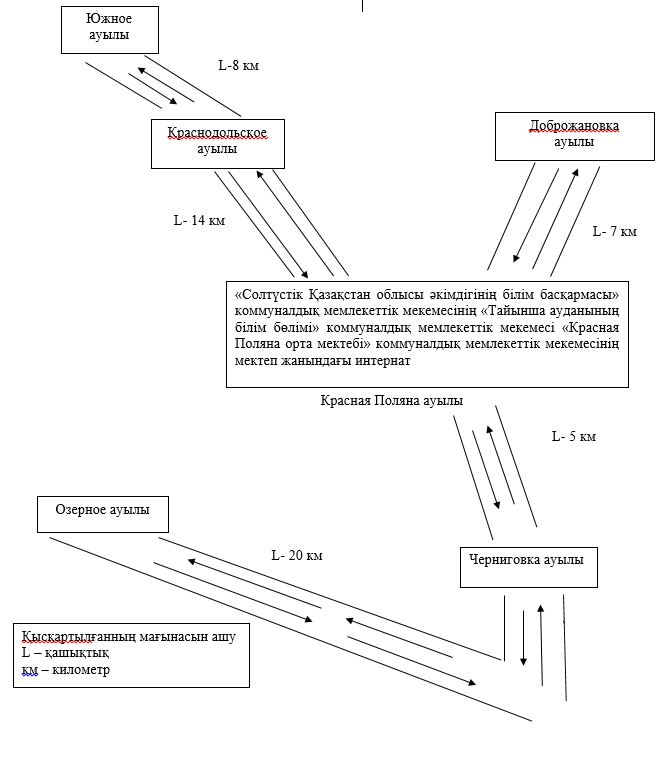 Южное
ауылы
L-8 км
Краснодольское
ауылы
Доброжановка
ауылы
L- 14 км
L- 7 км
«Солтүстік Қазақстан облысы әкімдігінің білім басқармасы»
коммуналдық мемлекеттік мекемесінің «Тайынша ауданының
білім бөлімі» коммуналдық мемлекеттік мекемесі «Красная
Поляна орта мектебі» коммуналдық мемлекеттік мекемесінің
мектеп жанындағы интернат
Красная Поляна ауылы
L- 5 км
Озерное ауылы
L- 20 км
Черниговка ауылы
Қысқартылғанның мағынасын ашу
L – қашықтық
км – километр